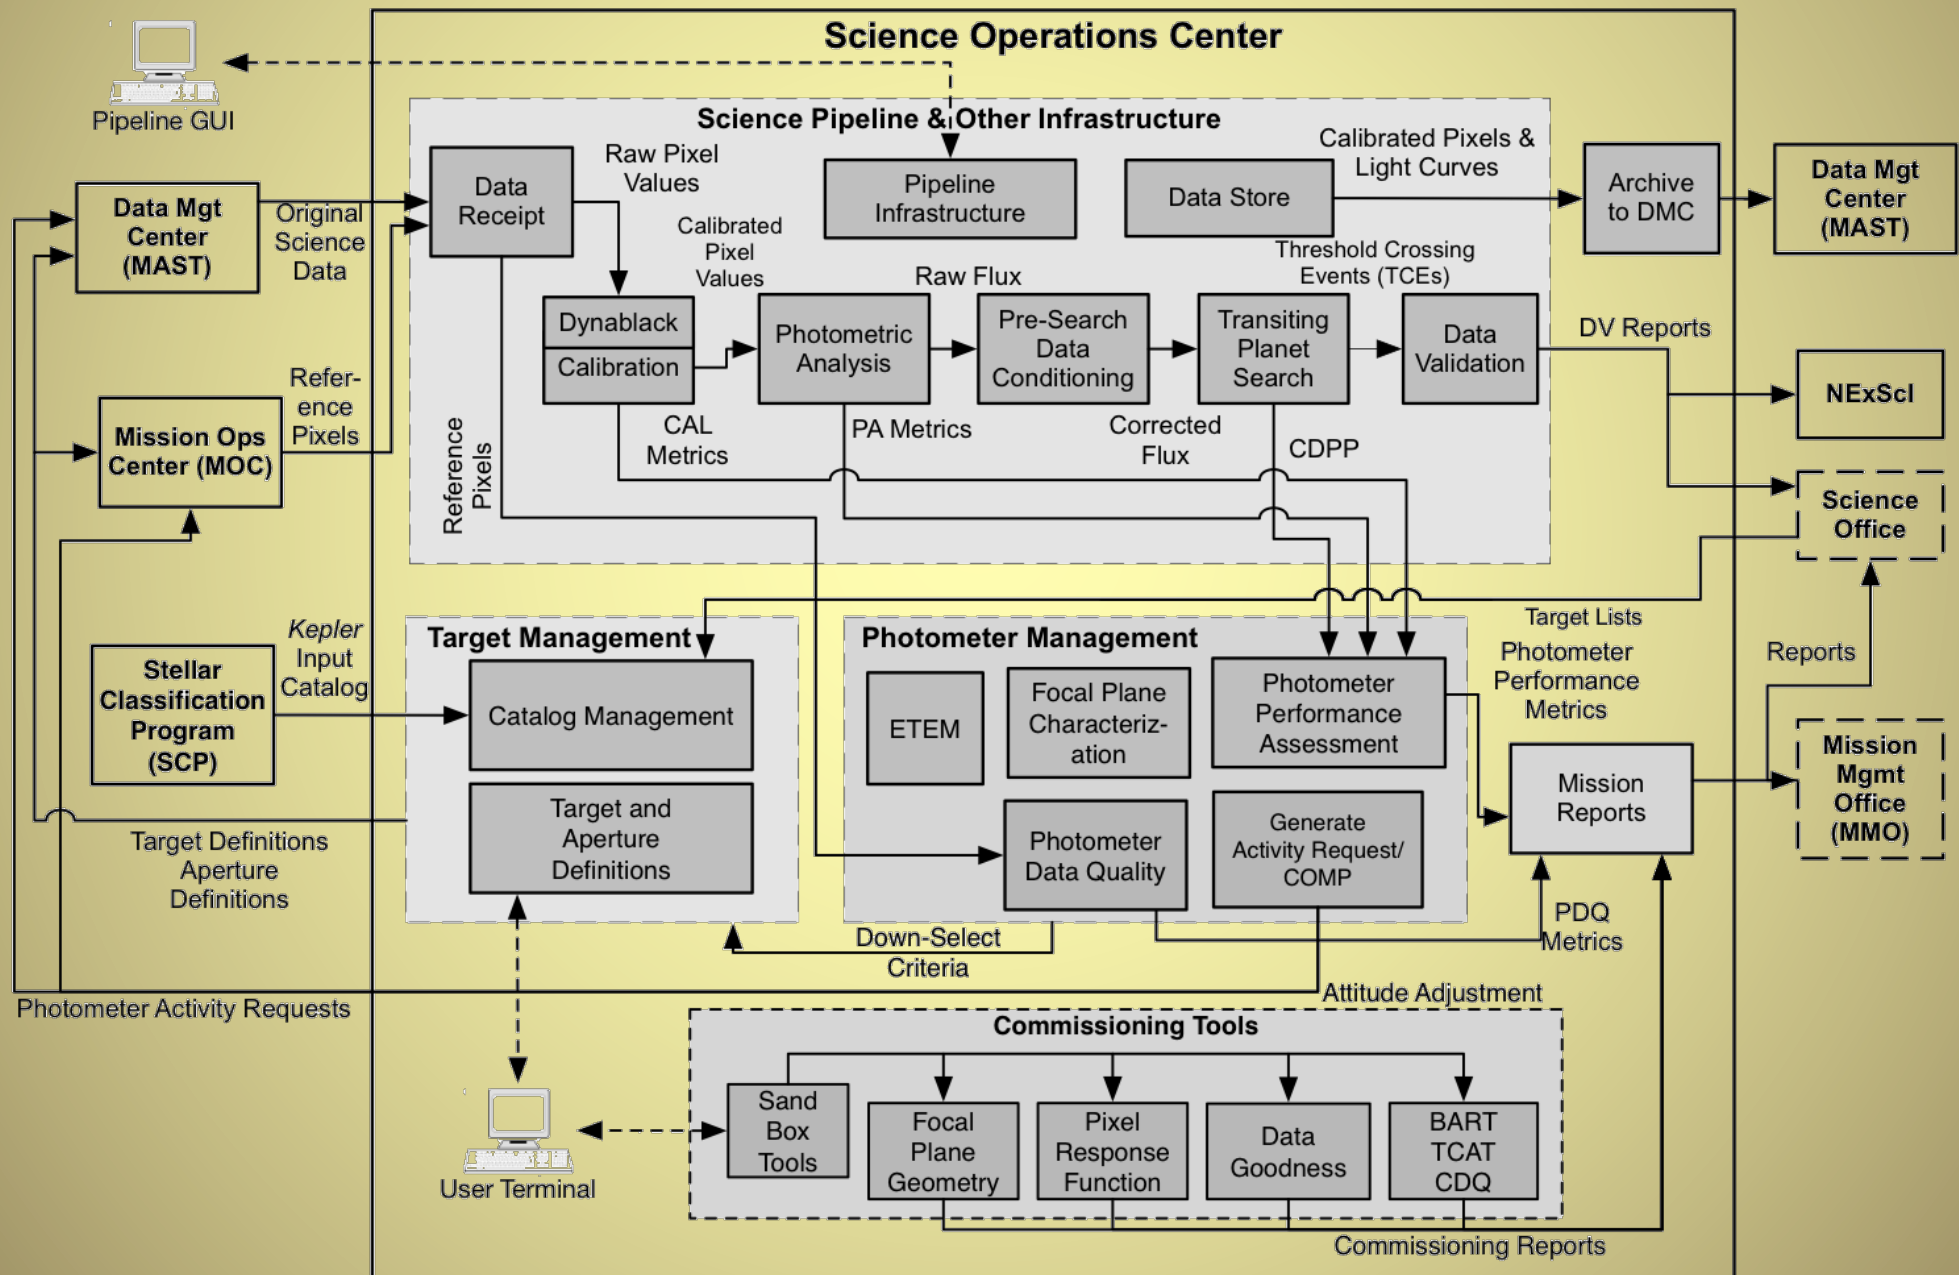 Science Operations Center
Pipeline GUI
Science Pipeline & Other Infrastructure
Data
Receipt
Raw Pixel
Values
Pipeline
Infrastructure
Data Store
Calibrated Pixels &
Light Curves
Archive
to DMC
Data Mgt
Center
(MAST)
Data Mgt
Center
(MAST)
Original
Science
Data
Calibrated
Pixel
Values
Raw Flux
Threshold Crossing
Events (TCEs)
Dynablack
Calibration
Photometric
Analysis
Pre-Search
Data
Conditioning
Transiting
Planet
Search
Data
Validation
DV Reports
NExScI
Mission Ops
Center (MOC)
Refer-
ence
Pixels
Reference
Pixels
CAL
Metrics
PA Metrics
Corrected
Flux
CDPP
Science
Office
Target Lists
Stellar
Classification
Program
(SCP)
Kepler
Input
Catalog
Target Management
Catalog Management
Target and
Aperture
Definitions
Photometer Management
ETEM
Focal Plane
Characteriz-
ation
Photometer
Performance
Assessment
Photometer
Data Quality
Generate
Activity Request/
COMP
Photometer
Performance
Metrics
Reports
Mission
Reports
Mission
Mgmt
Office
(MMO)
Target Definitions
Aperture
Definitions
Down-Select
Criteria
PDQ
Metrics
Photometer Activity Requests
Attitude Adjustment
Commissioning Tools
Sand
Box
Tools
Focal
Plane
Geometry
Pixel
Response
Function
Data
Goodness
BART
TCAT
CDQ
User Terminal
Commissioning Reports